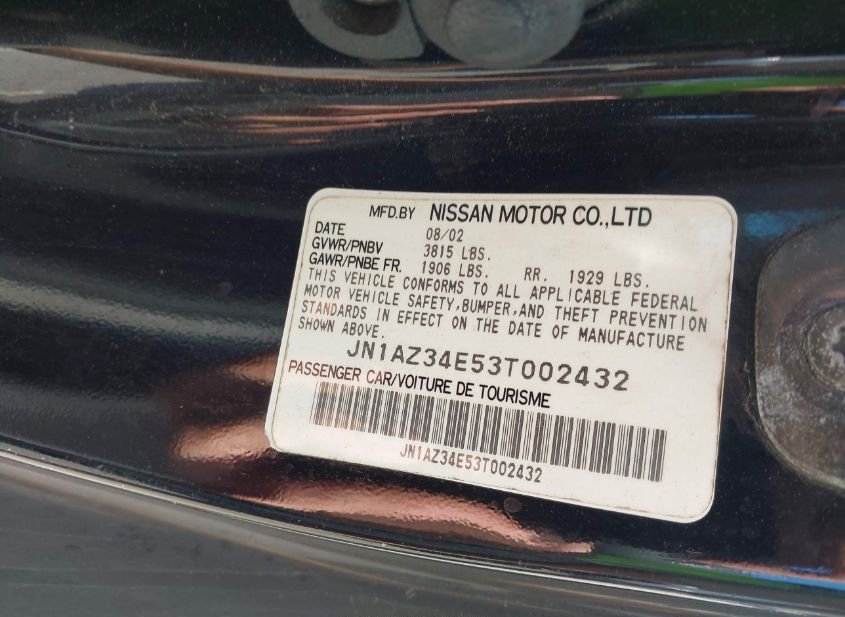 MFD.BY NISSAN MOTOR CO.,LTD
DATE 08/02
GVWR/PNBV 3815 LBS.
GAWR/PNBE FR. 1906 LBS. RR. 1929 LBS.
THIS VEHICLE CONFORMS TO ALL APPLICABLE FEDERAL
MOTOR VEHICLE SAFETY,BUMPER,AND THEFT PREVENTION
STANDARDS IN EFFECT ON THE DATE OF MANUFACTURE
SHOWN ABOVE.
JN1AZ34E53T002432
PASSENGER CAR/VOITURE DE TOURISME
JN1AZ34E53T002432